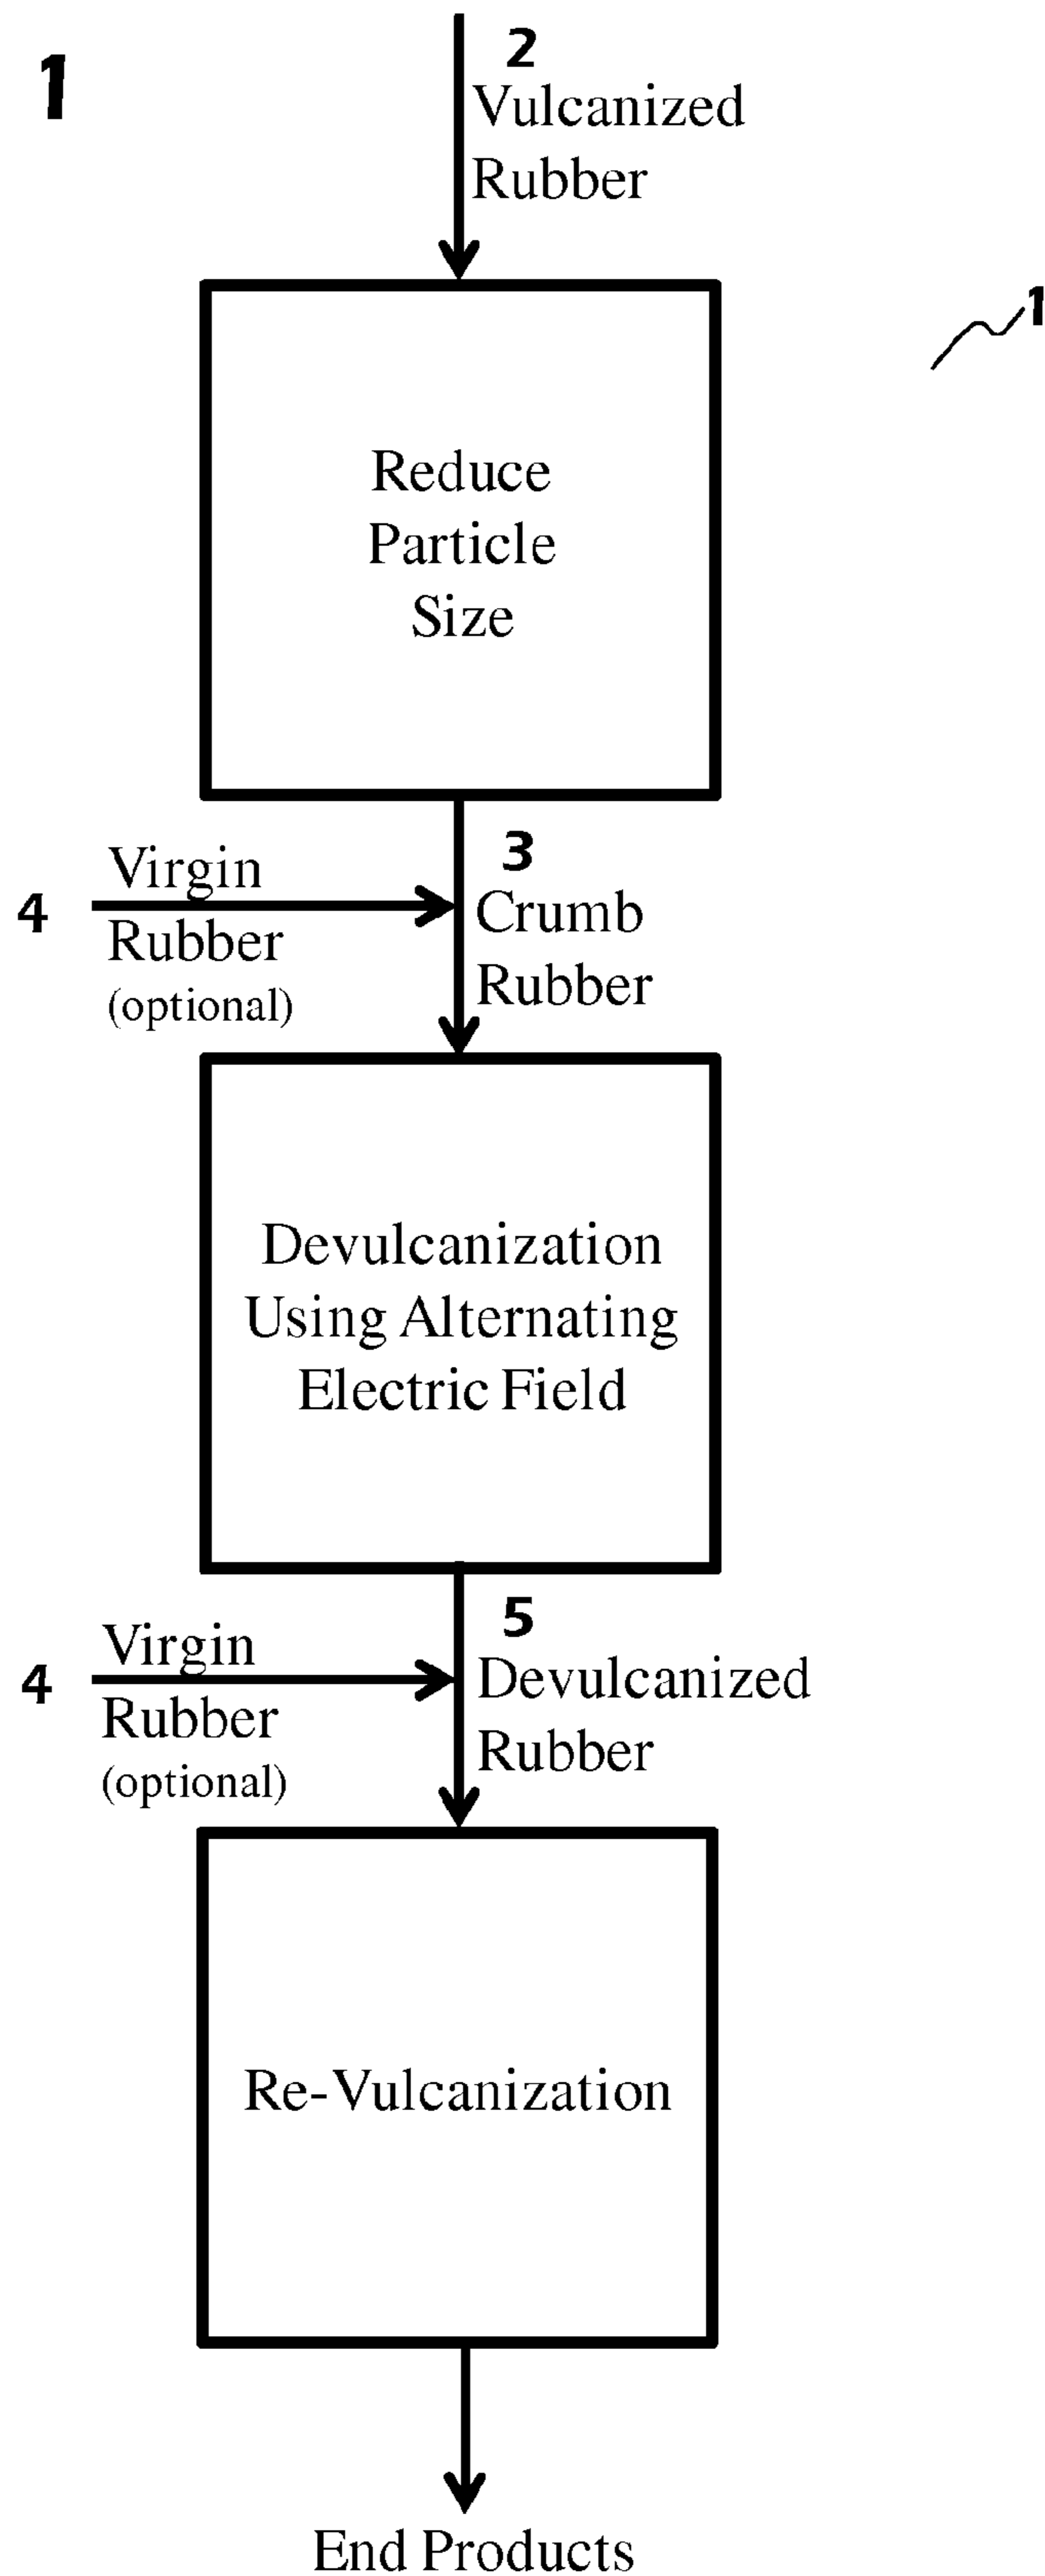 1
2
Vulcanized
Rubber
1
Reduce
Particle
Size
3
Virgin
4
Crumb
Rubber
Rubber
(optional)
Devulcanization
Using Alternating
Electric Field
5
Virgin
4
Devulcanized
Rubber
Rubber
(optional)
Re-Vulcanization
End Products